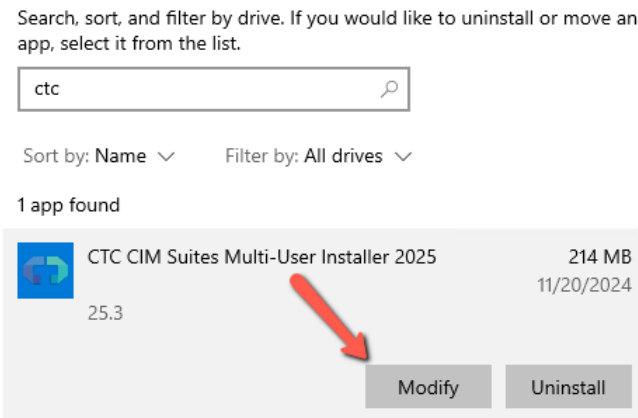 Search, sort, and filter by drive. If you would like to uninstall or move an
app, select it from the list.
ctc
Sort by: Name Filter by: All drives
1 app found
CTC CIM Suites Multi-User Installer 2025 214 MB
11/20/2024
25.3
Modify Uninstall